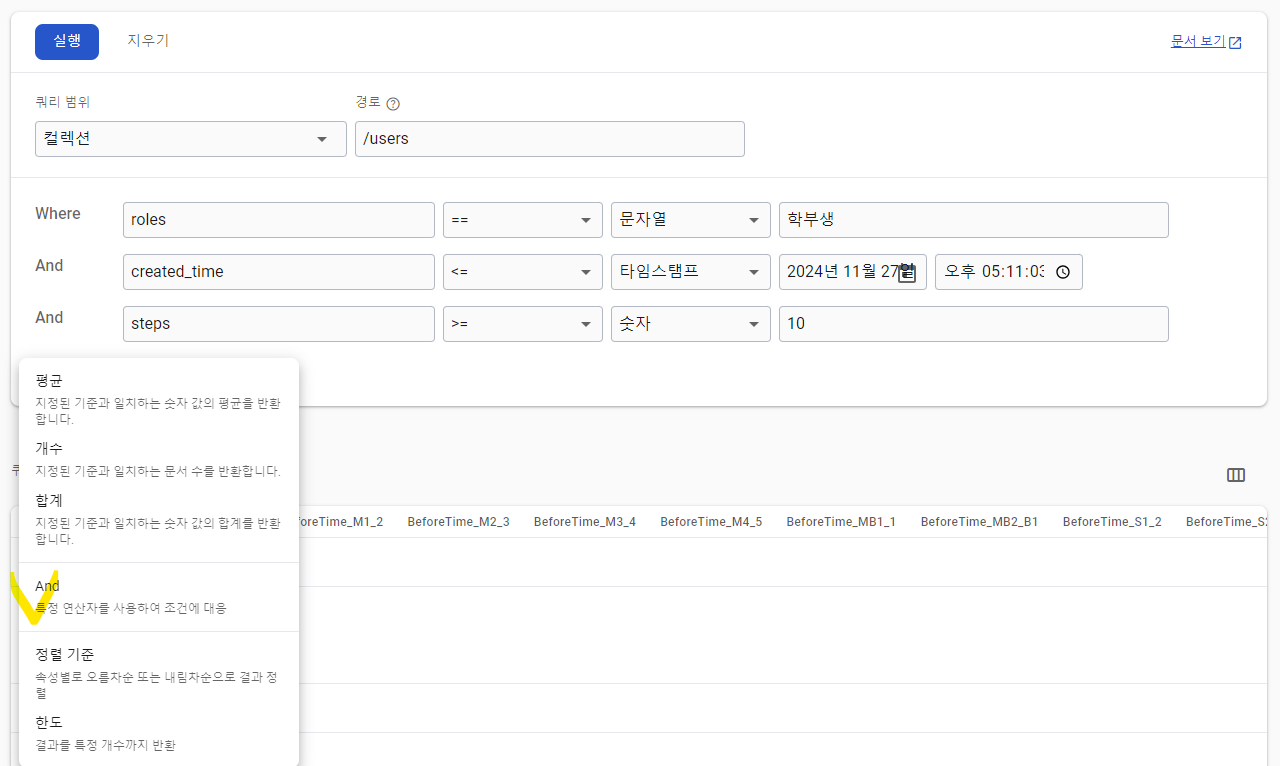 실행
지우기
문서 보기
쿼리 범위
경로
컬렉션
/users
Where
roles
==
문자열
학부생
And
created_time
<=
타임스탬프
2024년 11월 27
오후 05:11:03
And
steps
>=
숫자
10
평균
지정된 기준과 일치하는 숫자 값의 평균을 반환
합니다.
개수
지정된 기준과 일치하는 문서 수를 반환합니다.
합계
지정된 기준과 일치하는 숫자 값의 합계를 반환
합니다.
And
특정 연산자를 사용하여 조건에 대응
정렬 기준
속성별로 오름차순 또는 내림차순으로 결과 정
렬
한도
결과를 특정 개수까지 반환
foreTime_M1_2 BeforeTime_M2_3 BeforeTime_M3_4 BeforeTime_M4_5 BeforeTime_MB1_1 BeforeTime_MB2_B1 BeforeTime_S1_2 BeforeTime_S2